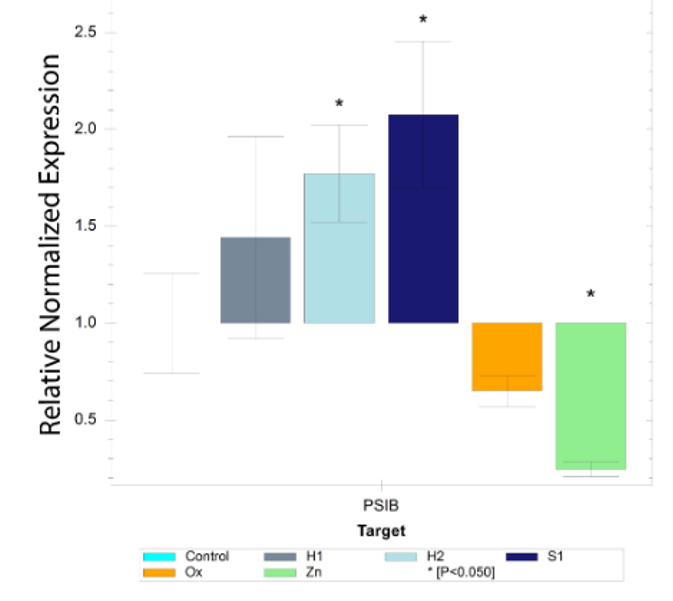 Relative Normalized Expression
2.5
2.0
1.5
1.0
0.5
*
*
*
PSIB
Target
Control H1 H2 S1
Ox Zn * [P<0.050]